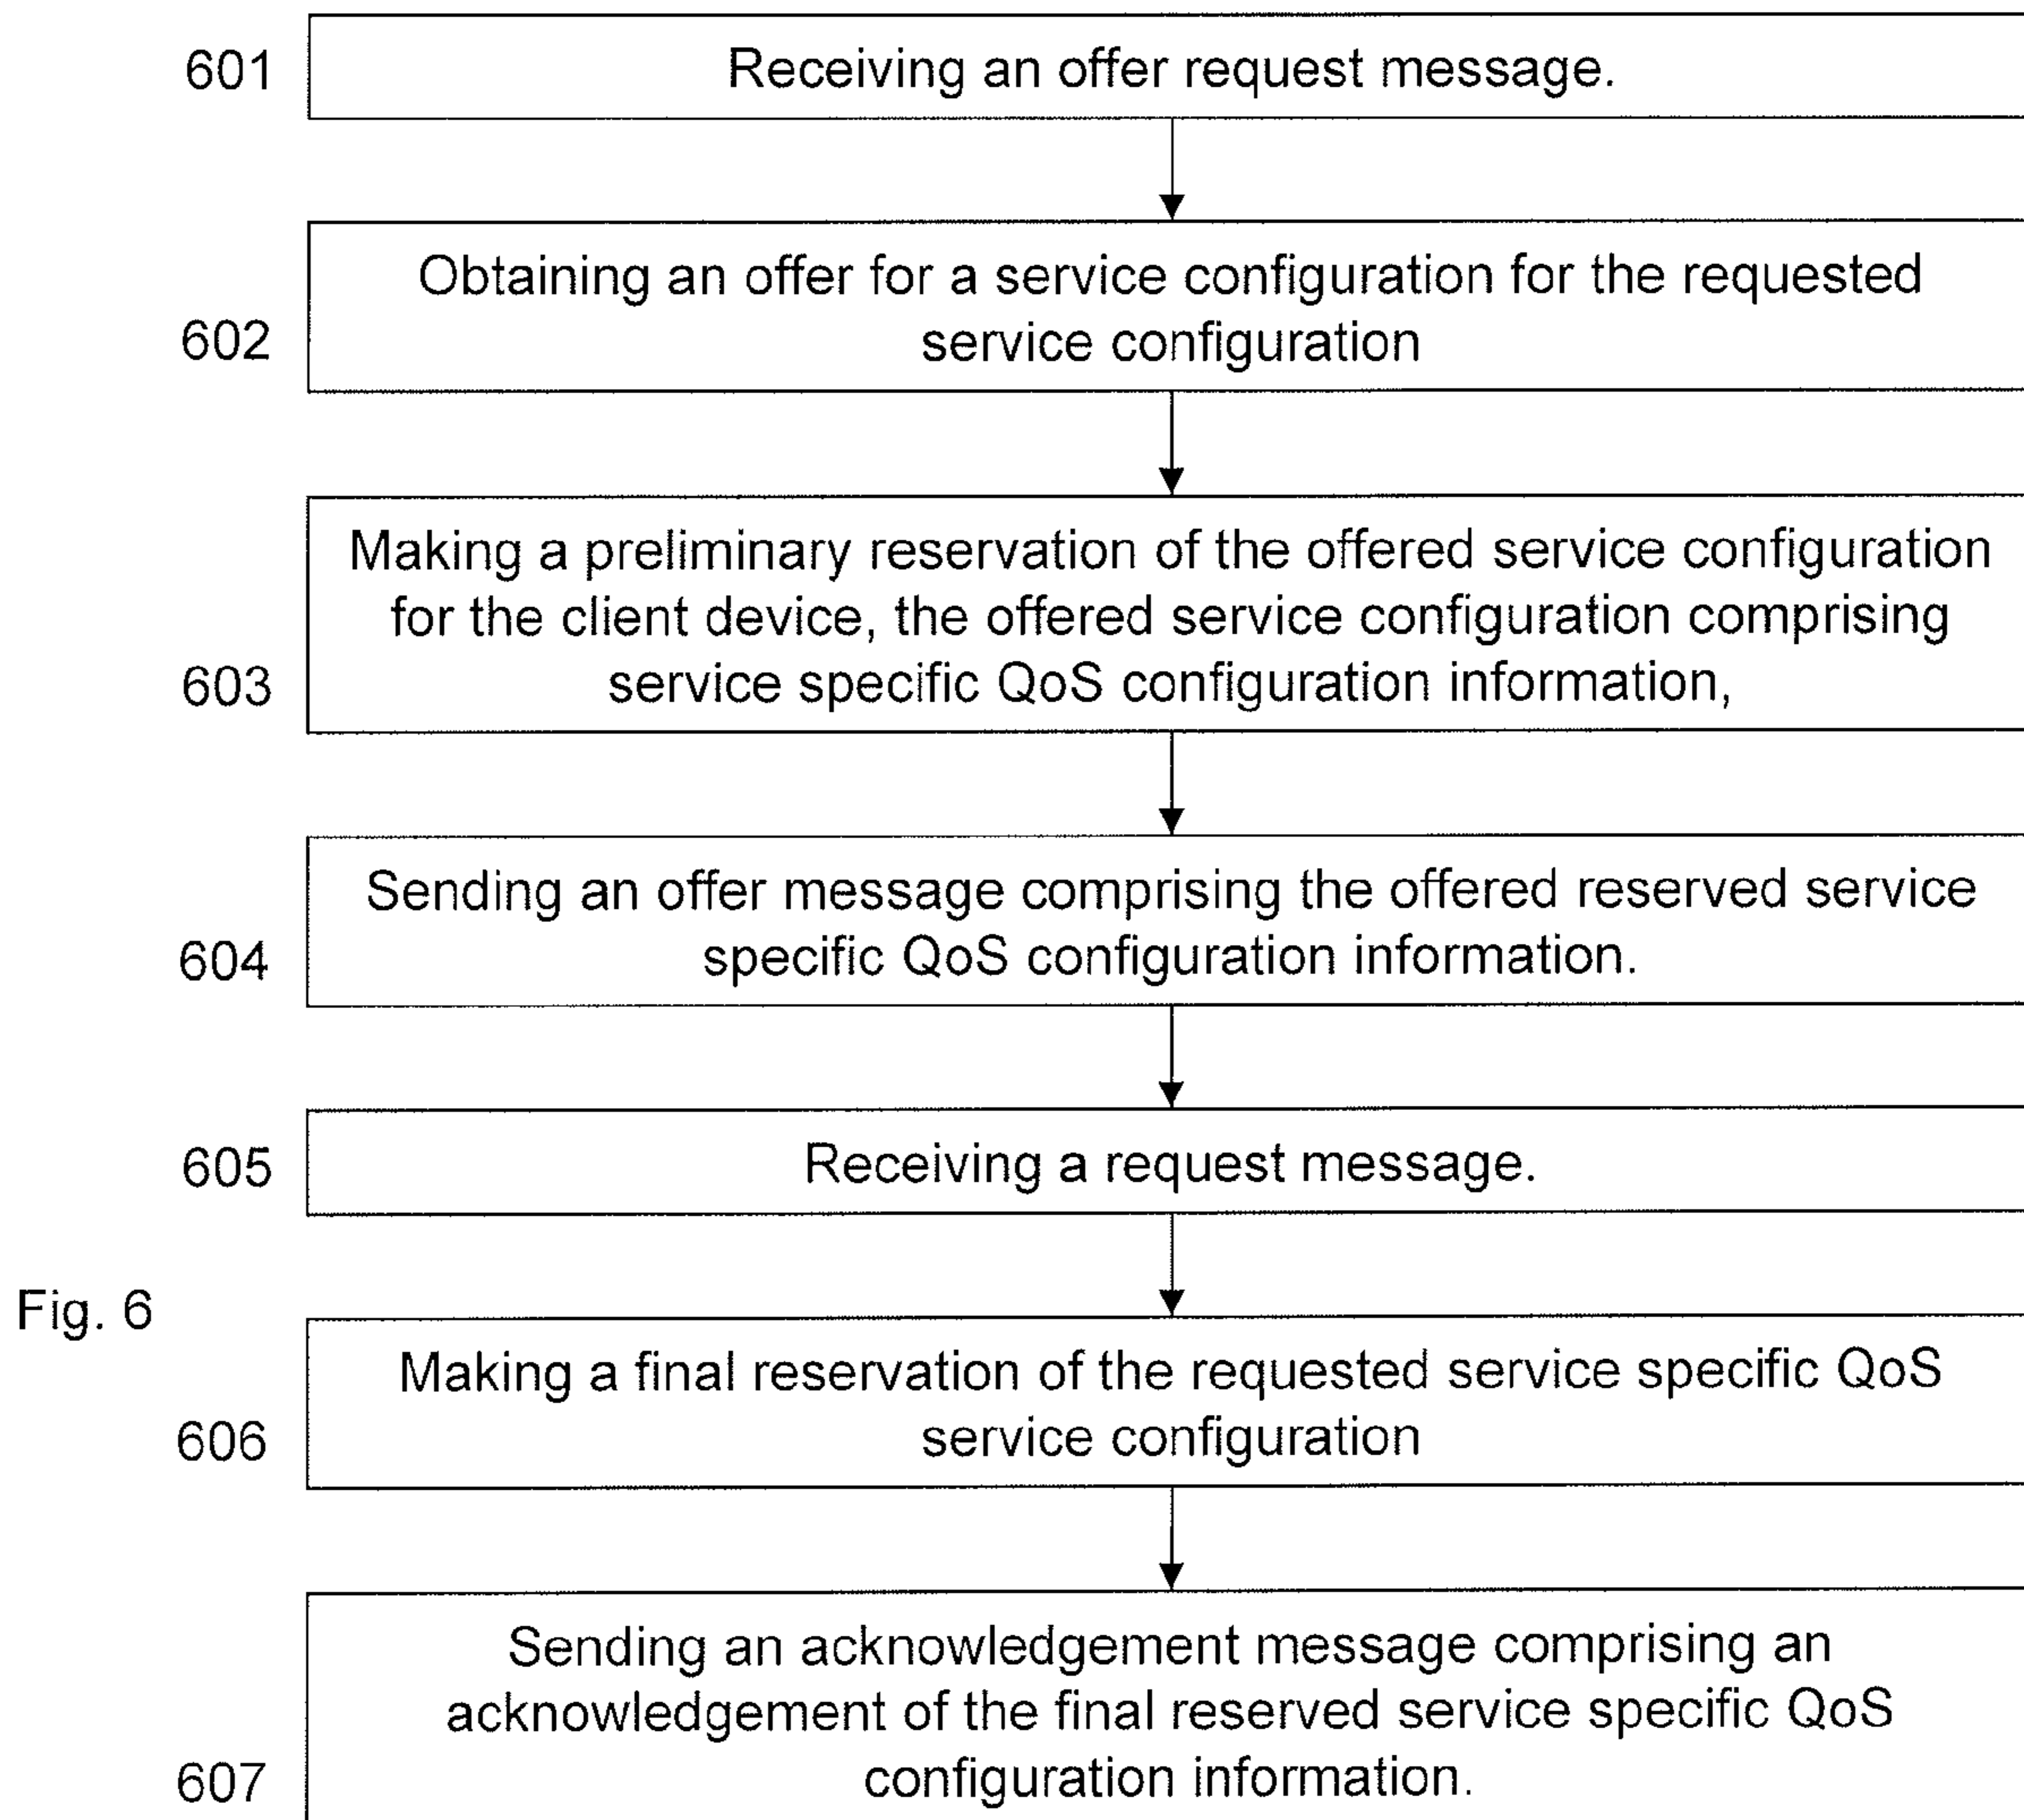 601
Receiving an offer request message.
Obtaining an offer for a service configuration for the requested
602
service configuration
Making a preliminary reservation of the offered service configuration
for the client device, the offered service configuration comprising
603
service specific QoS configuration information,
Sending an offer message comprising the offered reserved service
604
specific QoS configuration information.
605
Receiving a request message.
Fig. 6
Making a final reservation of the requested service specific QoS
606
service configuration
Sending an acknowledgement message comprising an
acknowledgement of the final reserved service specific QoS
607
configuration information.